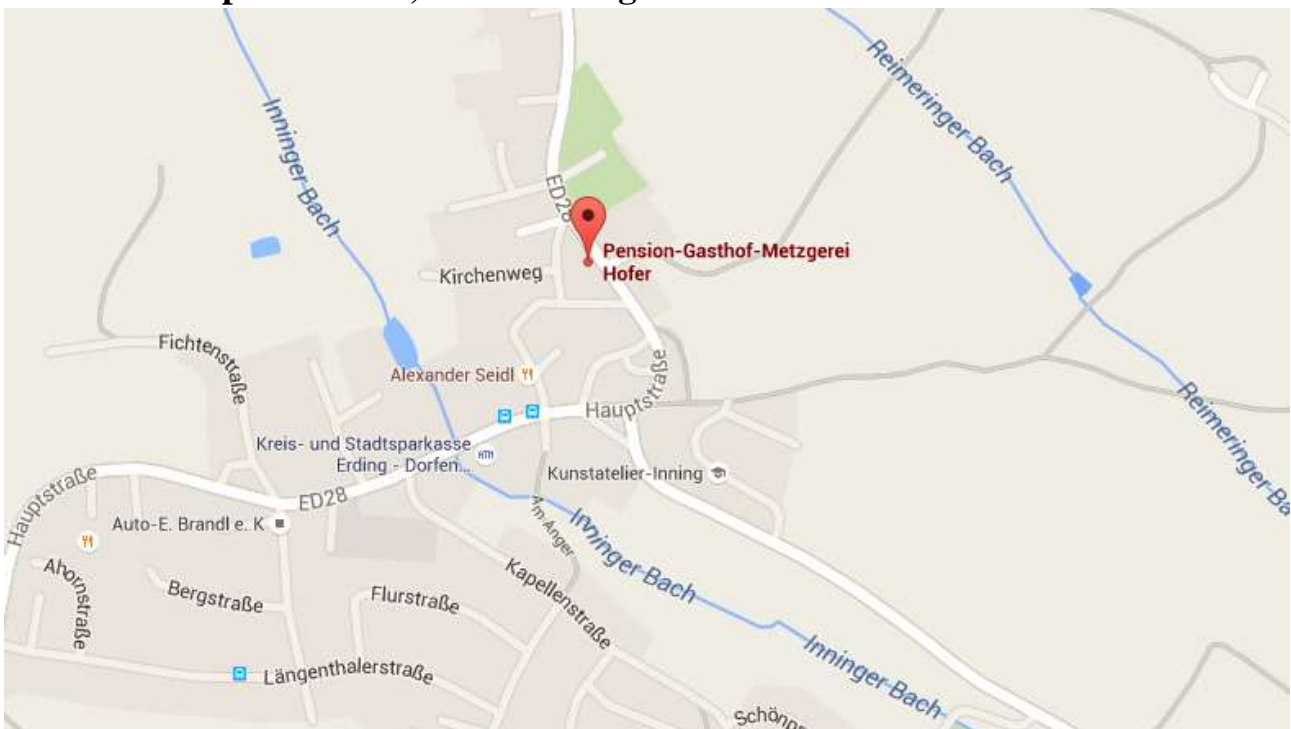 Reimeringer Bach
Inninger Bach
ED28
Pension-Gasthof-Metzgerei
Hofer
Kirchenweg
Fichtenstraße
Alexander Seidl
Hauptstraße
Reimeringer Ba
Kreis- und Stadtsparkasse
Erding - Dorfen...
ATM
Kunstatelier-Inning
Hauptstraße
ED28
Auto-E. Brandl e. K
Am Anger
Inninger Bach
Ahornstraße
Bergstraße
Flurstraße
Kapellenstraße
Längenthalerstraße
Inninger Bach